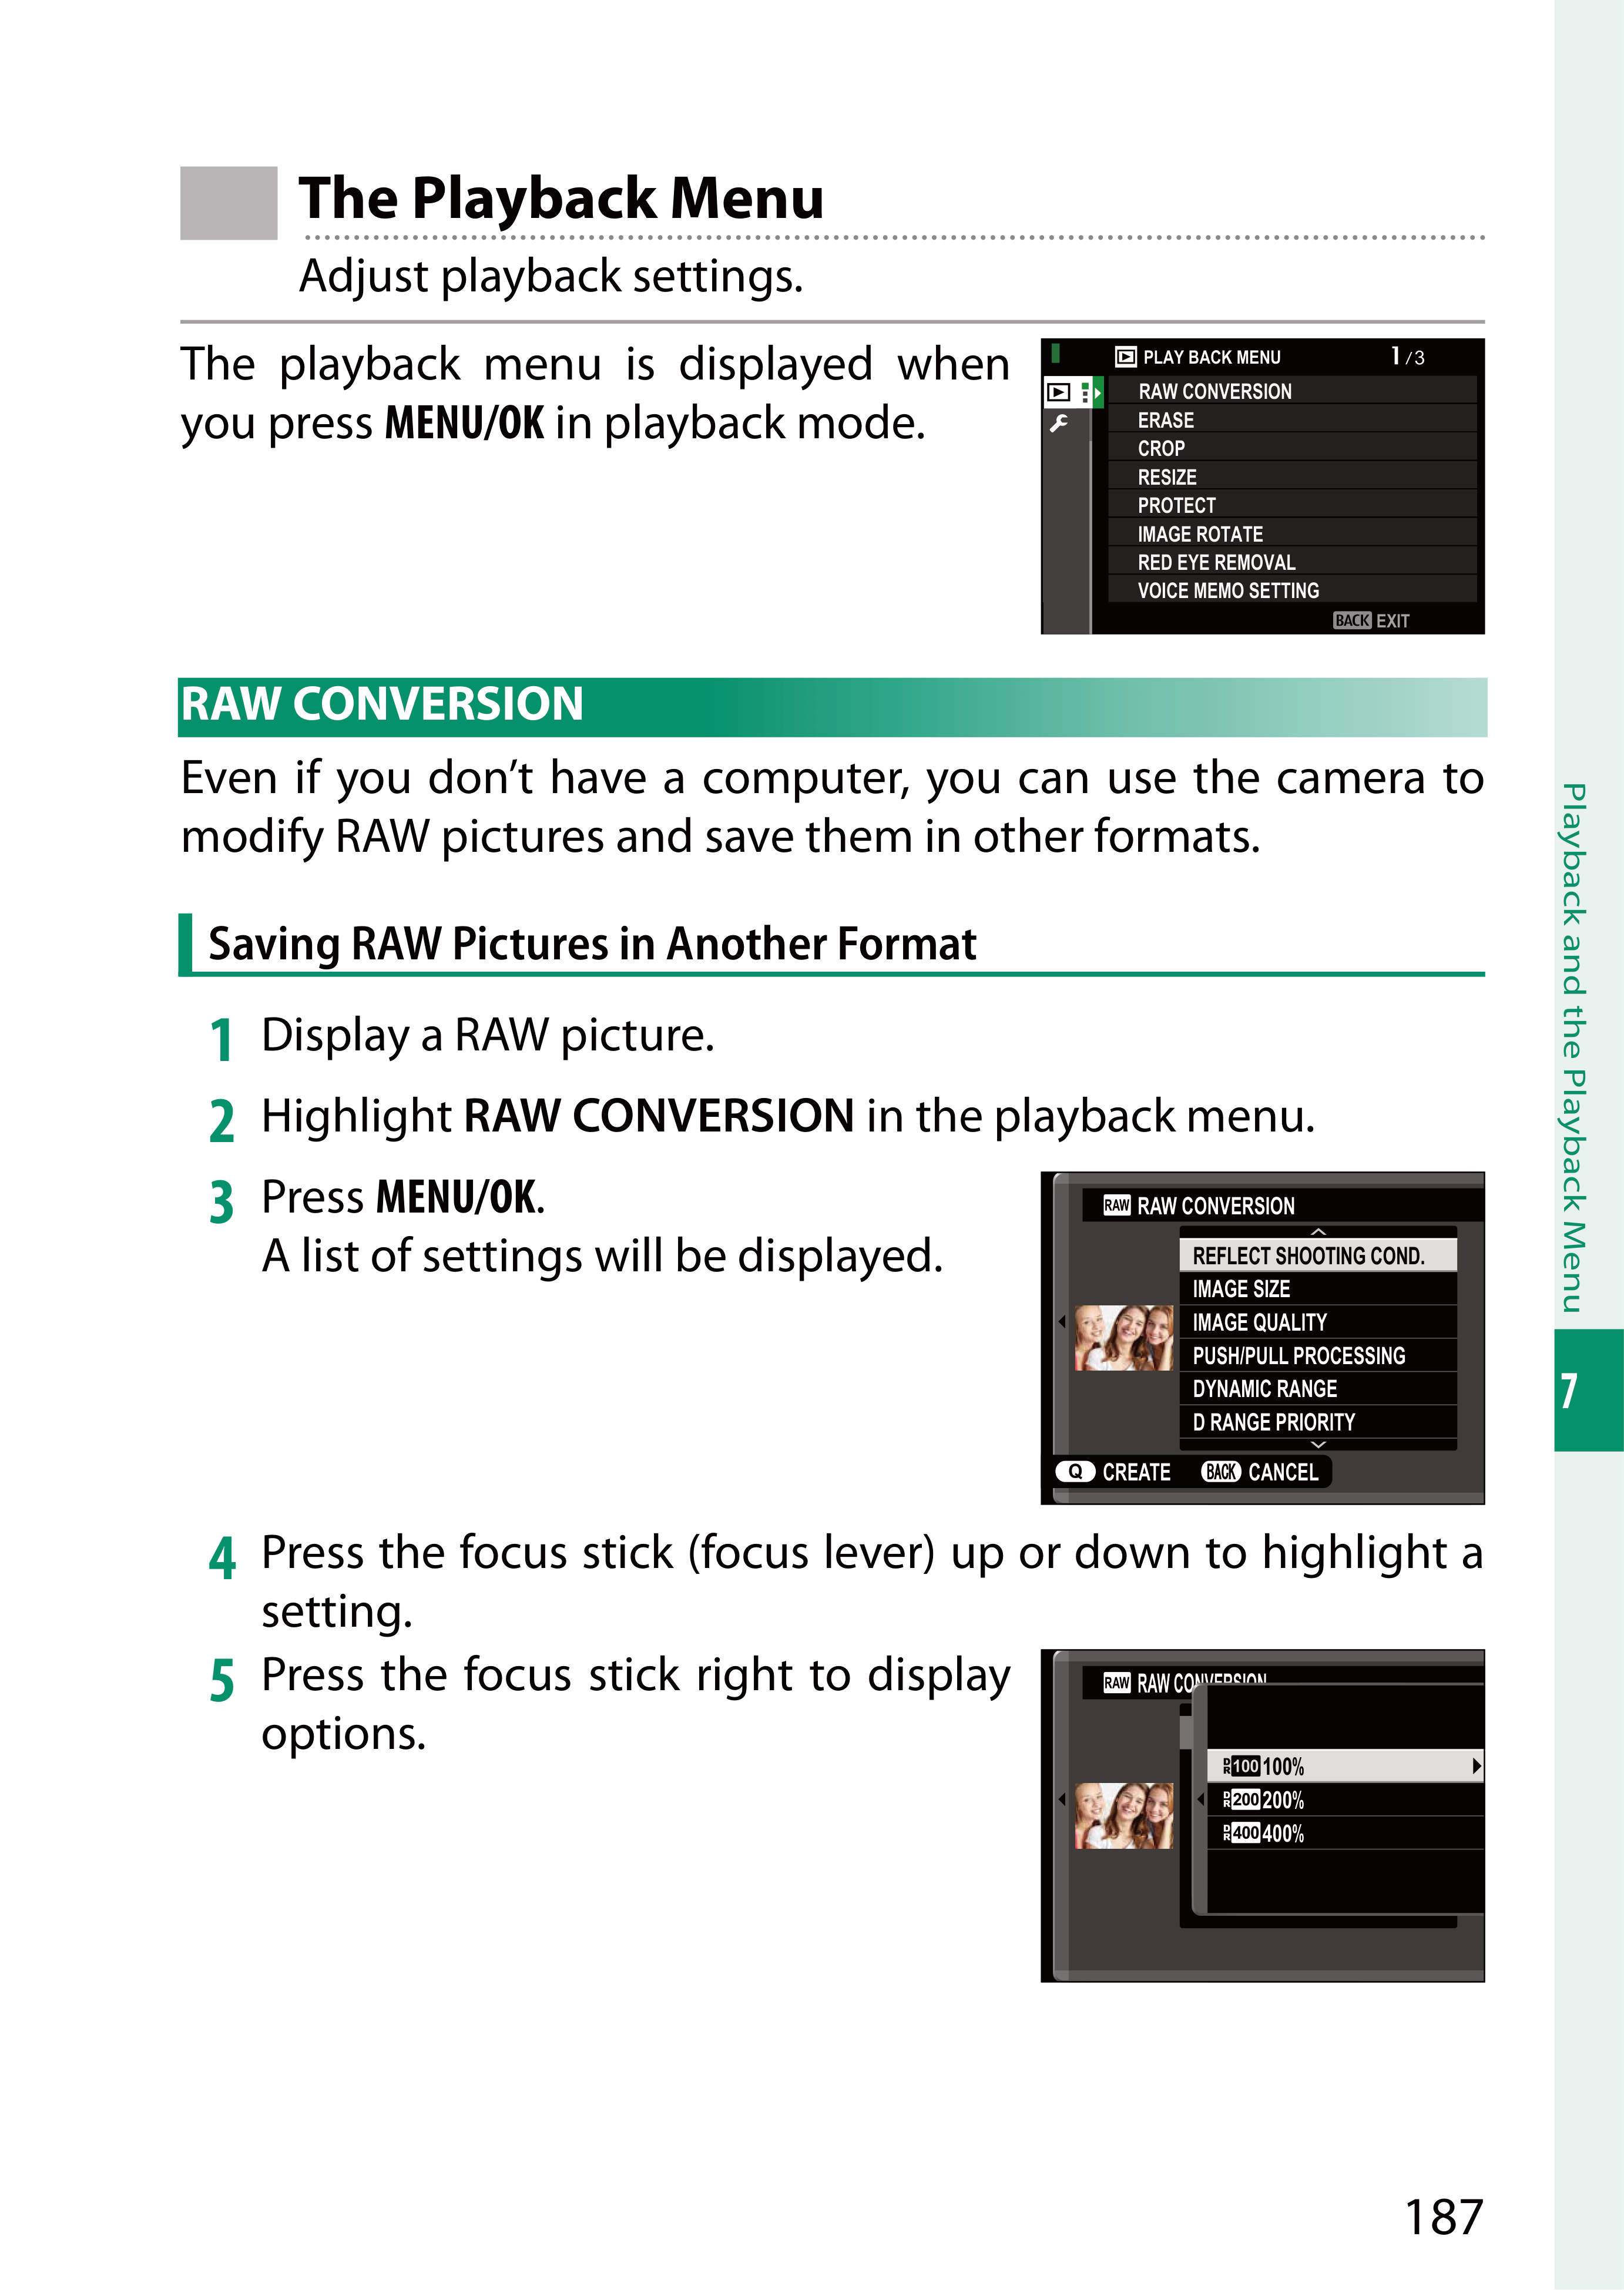 The Playback Menu
Adjust playback settings.
The playback menu is displayed when
you press MENU/OK in playback mode.
PLAY BACK MENU 1/3
RAW CONVERSION
ERASE
CROP
RESIZE
PROTECT
IMAGE ROTATE
RED EYE REMOVAL
VOICE MEMO SETTING
BACK EXIT
RAW CONVERSION
Even if you don’t have a computer, you can use the camera to
modify RAW pictures and save them in other formats.
Saving RAW Pictures in Another Format
1 Display a RAW picture.
2 Highlight RAW CONVERSION in the playback menu.
3 Press MENU/OK.
A list of settings will be displayed.
RAW RAW CONVERSION
REFLECT SHOOTING COND.
IMAGE SIZE
IMAGE QUALITY
PUSH/PULL PROCESSING
DYNAMIC RANGE
D RANGE PRIORITY
Q CREATE BACK CANCEL
4 Press the focus stick (focus lever) up or down to highlight a
setting.
5 Press the focus stick right to display
options.
RAW RAW CONVERSION
DR100 100%
DR200 200%
DR400 400%
Playback and the Playback Menu
7
187